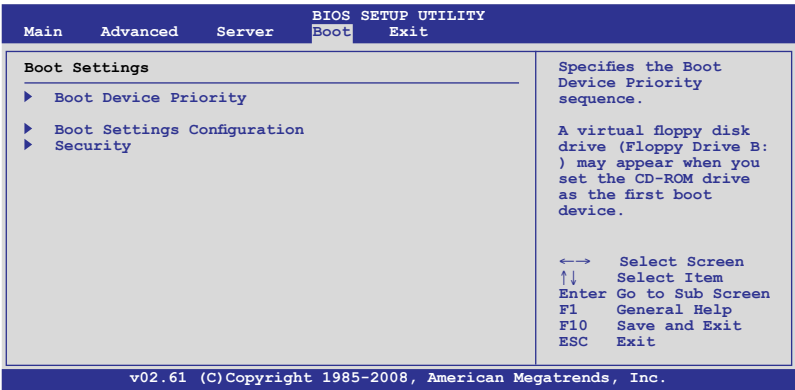 BIOS SETUP UTILITY
Main Advanced Server Boot Exit
Boot Settings
Boot Device Priority
Boot Settings Configuration
Security
Specifies the Boot
Device Priority
sequence.
A virtual floppy disk
drive (Floppy Drive B:
) may appear when you
set the CD-ROM drive
as the first boot
device.
←→ Select Screen
↑↓ Select Item
Enter Go to Sub Screen
F1 General Help
F10 Save and Exit
ESC Exit
v02.61 (C)Copyright 1985-2008, American Megatrends, Inc.